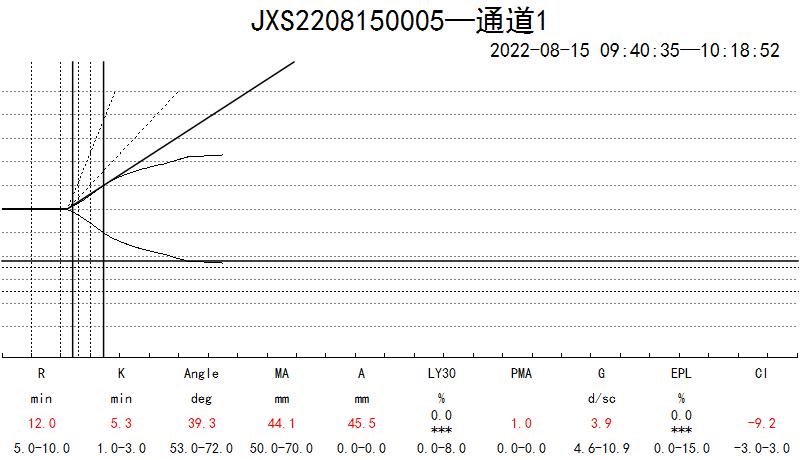 JXS2208150005—通道1
2022-08-15 09:40:35—10:18:52
R K Angle MA A LY30 PMA G EPL CI
min min deg mm mm % d/sc %
12.0 5.3 39.3 44.1 45.5 0.0 1.0 3.9 0.0 -9.2
*** ***
5.0-10.0 1.0-3.0 53.0-72.0 50.0-70.0 0.0-0.0 0.0-8.0 0.0-0.0 4.6-10.9 0.0-15.0 -3.0-3.0